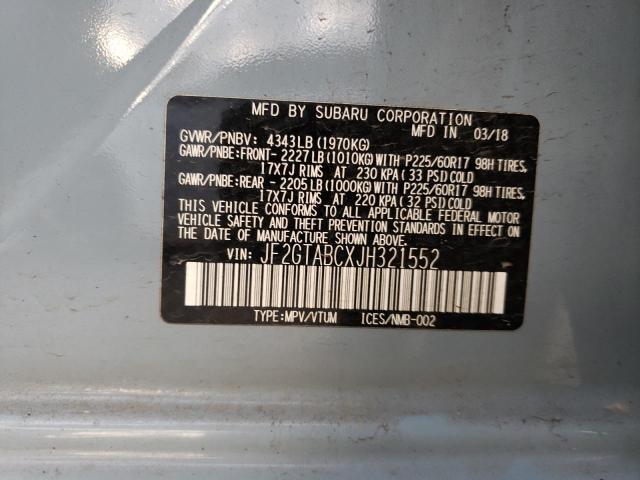 MFD BY SUBARU CORPORATION
GVWR/PNBV: 4343LB (1970KG) 03/18
GAWR/PNBE:FRONT- 2227LB (1010KG) WITH P225/60R17 98H TIRES,
17X7J RIMS AT 230 KPA (33 PSI) COLD
GAWR/PNBE:REAR - 2205LB (1000KG) WITH P225/60R17 98H TIRES,
17X7J RIMS AT 220 KPA (32 PSI) COLD
THIS VEHICLE CONFORMS TO ALL APPLICABLE FEDERAL MOTOR
VEHICLE SAFETY AND THEFT PREVENTION STANDARDS IN EFFECT
ON THE DATE OF MANUFACTURE SHOWN ABOVE.
VIN: JF2GTABCXJH321552
TYPE:MPV/VTUM ICES/NMB-002